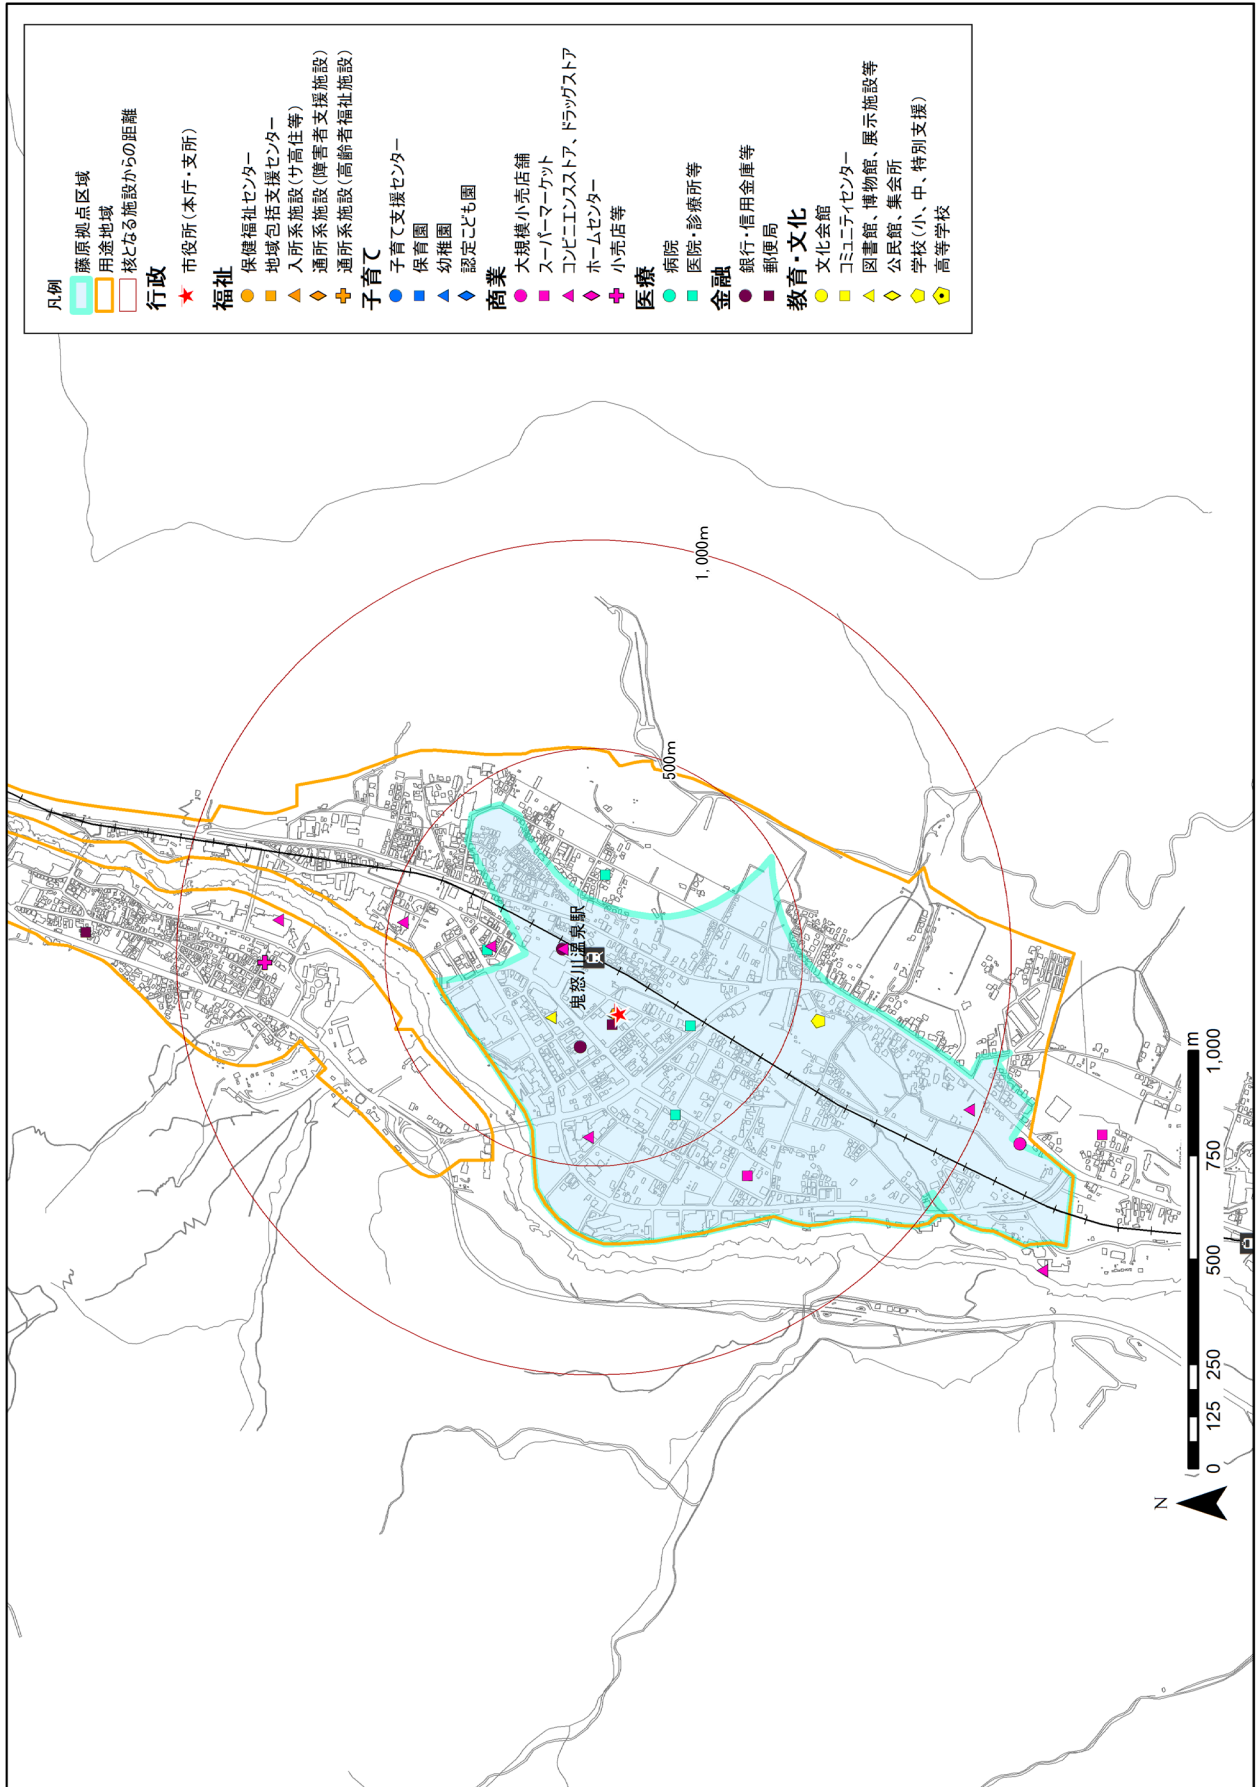 凡例
藤原拠点区域
用途地域
核となる施設からの距離
行政
市役所(本庁・支所)
福祉
保健福祉センター
地域包括支援センター
入所系施設(サ高住等)
通所系施設(障害者支援施設)
通所系施設(高齢者福祉施設)
子育て
子育て支援センター
保育園
幼稚園
認定こども園
商業
大規模小売店舗
スーパーマーケット
コンビニエンスストア、ドラッグストア
ホームセンター
小売店等
医療
病院
医院・診療所等
金融
銀行・信用金庫等
郵便局
教育・文化
文化会館
コミュニティセンター
図書館、博物館、展示施設等
公民館、集会所
学校(小、中、特別支援)
高等学校
1,000m
500m
鬼怒川温泉駅
N
0 125 250 500 750 1,000
m